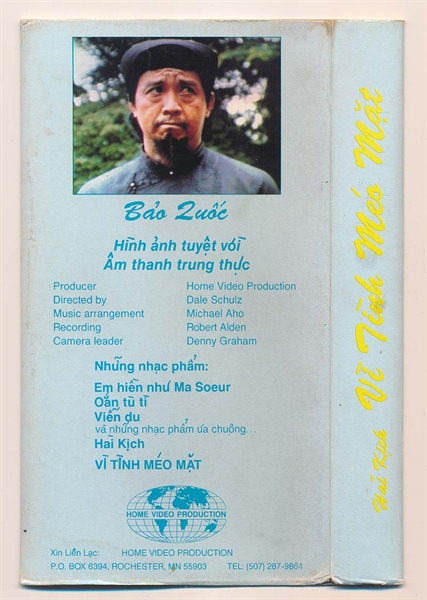 Bảo Quốc
Hình ảnh tuyệt vời
Âm thanh trung thực
Producer Home Video Production
Directed by Dale Schulz
Music arrangement Michael Aho
Recording Robert Alden
Camera leader Denny Graham
Những nhạc phẩm:
Em hiền như Ma Soeur
Oẳn tù tì
Viễn du
và những nhạc phẩm ưa chuộng...
Hài Kịch
VÌ TÌNH MÉO MẶT
HOME VIDEO PRODUCTION
Xin Liên Lạc: HOME VIDEO PRODUCTION
P.O. BOX 6394, ROCHESTER, MN 55903 TEL: (507) 287-9864
Hài Kịch Vì Tình Méo Mặt